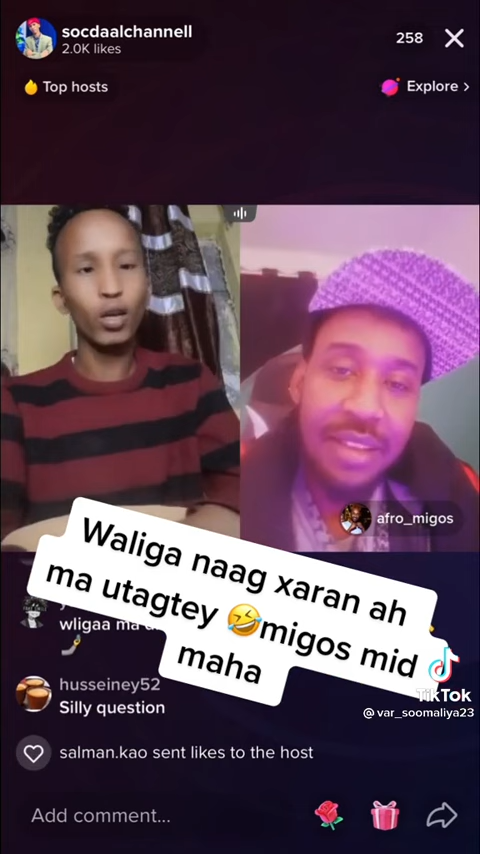 socdaalchannell
2.0K likes
258
Top hosts
Explore >
afro_migos
Waliga naag xaran ah
ma utagtey 🤣migos mid
maha
wligaa ma
husseiney52
Silly question
salman.kao sent likes to the host
TikTok
@var_soomaliya23
Add comment...